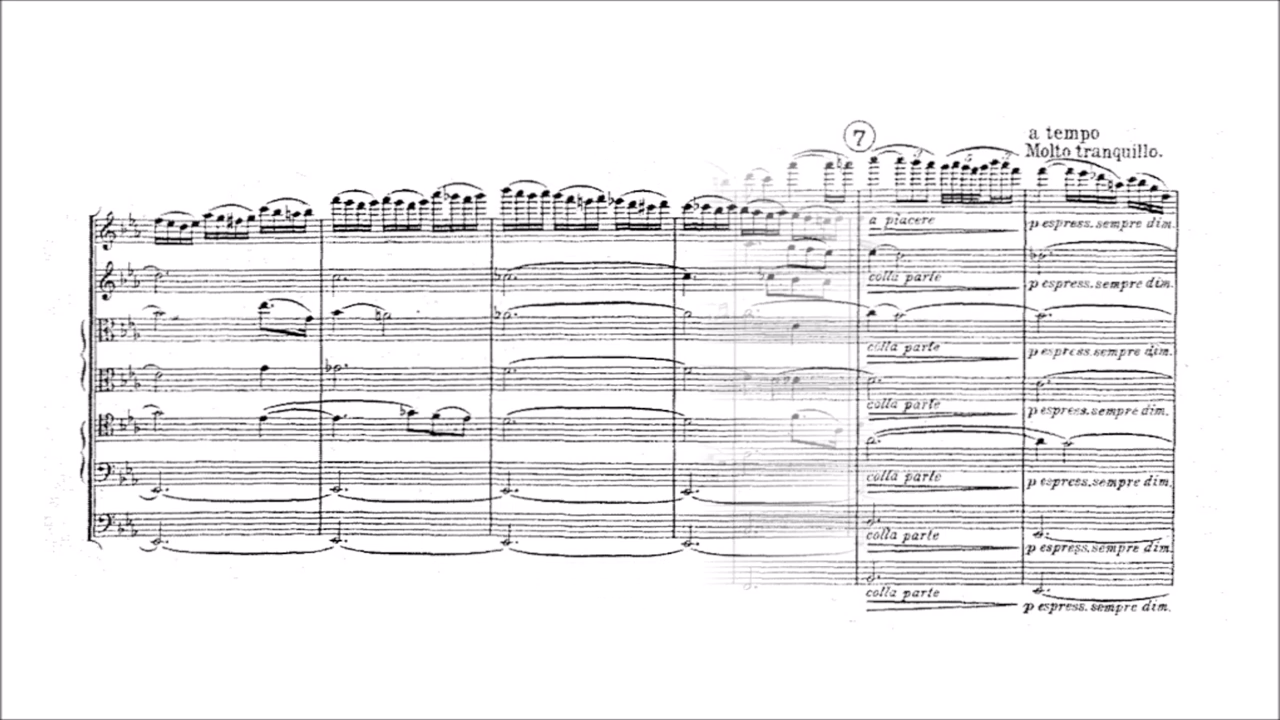 7
a tempo
Molto tranquillo.
a piacere
p espress. sempre dim.
colla parte
p espress. sempre dim.
colla parte
p espress. sempre dim.
colla parte
p espress. sempre dim.
colla parte
p espress. sempre dim.
colla parte
p espress. sempre dim.
colla parte
p espress. sempre dim.